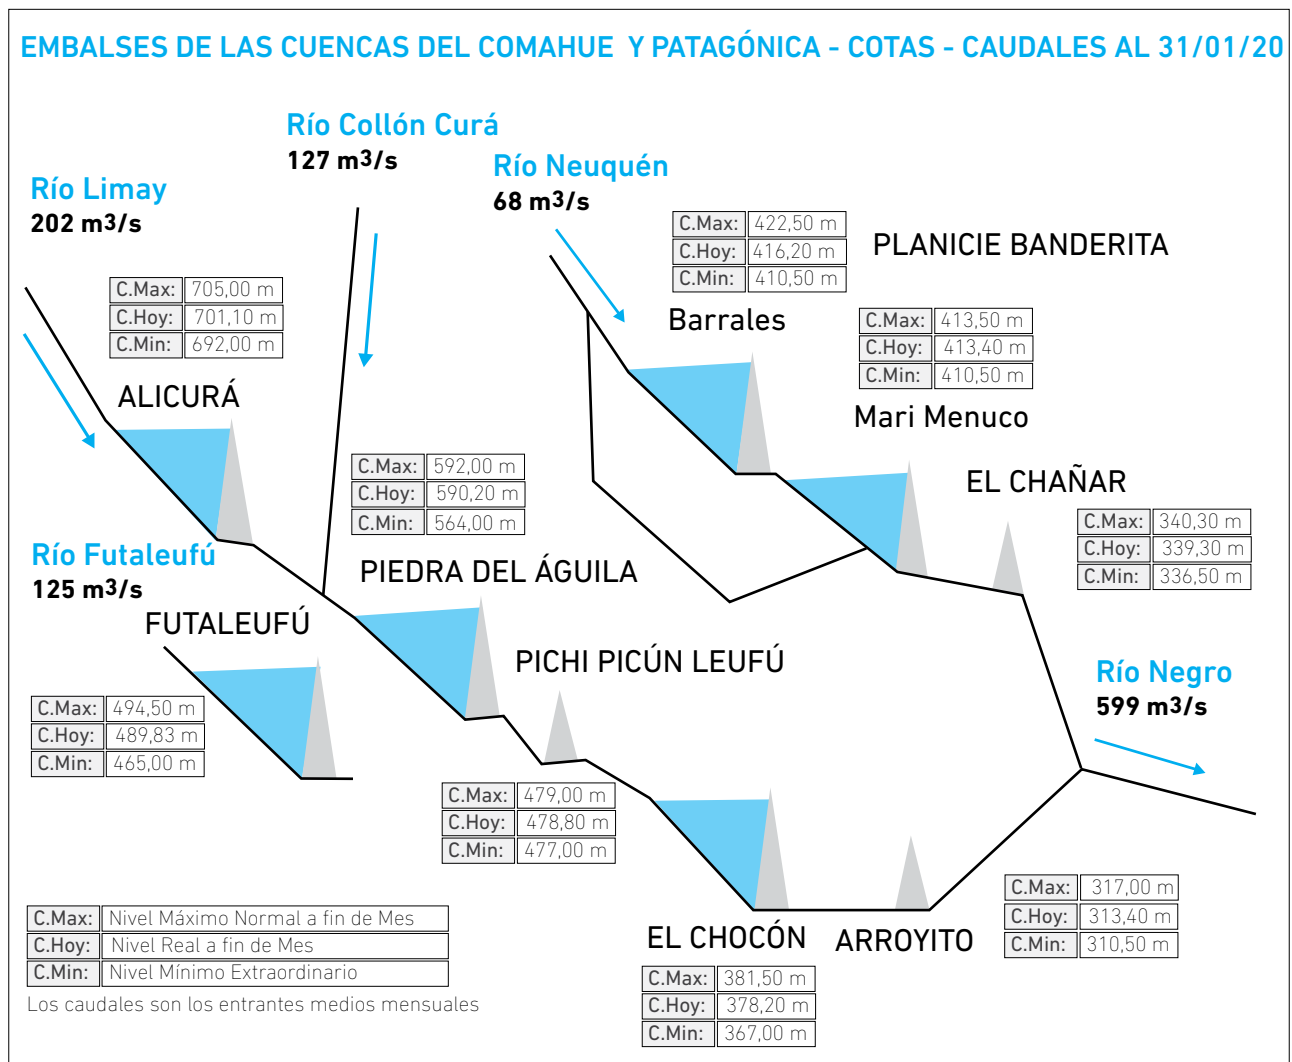 EMBALSES DE LAS CUENCAS DEL COMAHUE Y PATAGÓNICA - COTAS - CAUDALES AL 31/01/20
Río Limay
202 m3/s
Río Collón Curá
127 m3/s
Río Neuquén
68 m3/s
C.Max: 422,50 m
C.Hoy: 416,20 m
C.Min: 410,50 m
PLANICIE BANDERITA
Barrales
C.Max: 705,00 m
C.Hoy: 701,10 m
C.Min: 692,00 m
ALICURÁ
C.Max: 413,50 m
C.Hoy: 413,40 m
C.Min: 410,50 m
Mari Menuco
C.Max: 592,00 m
C.Hoy: 590,20 m
C.Min: 564,00 m
PIEDRA DEL ÁGUILA
EL CHAÑAR
C.Max: 340,30 m
C.Hoy: 339,30 m
C.Min: 336,50 m
Río Futaleufú
125 m3/s
FUTALEUFÚ
C.Max: 494,50 m
C.Hoy: 489,83 m
C.Min: 465,00 m
PICHI PICÚN LEUFÚ
C.Max: 479,00 m
C.Hoy: 478,80 m
C.Min: 477,00 m
Río Negro
599 m3/s
EL CHOCÓN
C.Max: 381,50 m
C.Hoy: 378,20 m
C.Min: 367,00 m
ARROYITO
C.Max: 317,00 m
C.Hoy: 313,40 m
C.Min: 310,50 m
C.Max: Nivel Máximo Normal a fin de Mes
C.Hoy: Nivel Real a fin de Mes
C.Min: Nivel Mínimo Extraordinario
Los caudales son los entrantes medios mensuales